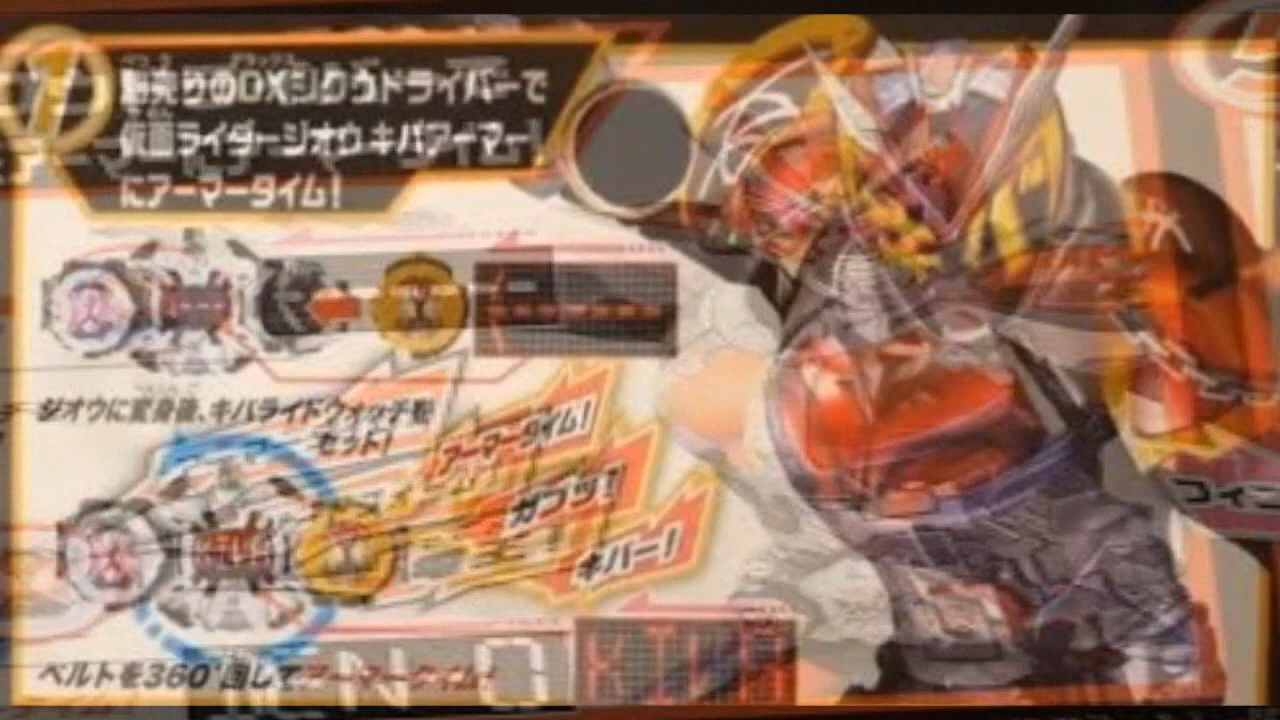 別売りのDXジクウドライバーで
仮面ライダージオウ キバアーマー
にアーマータイム!
ジオウに変身後、キバライドウォッチを
セット!
アーマータイム!
ガブッ!
キバー!
ベルトを360°回してアーマータイム!